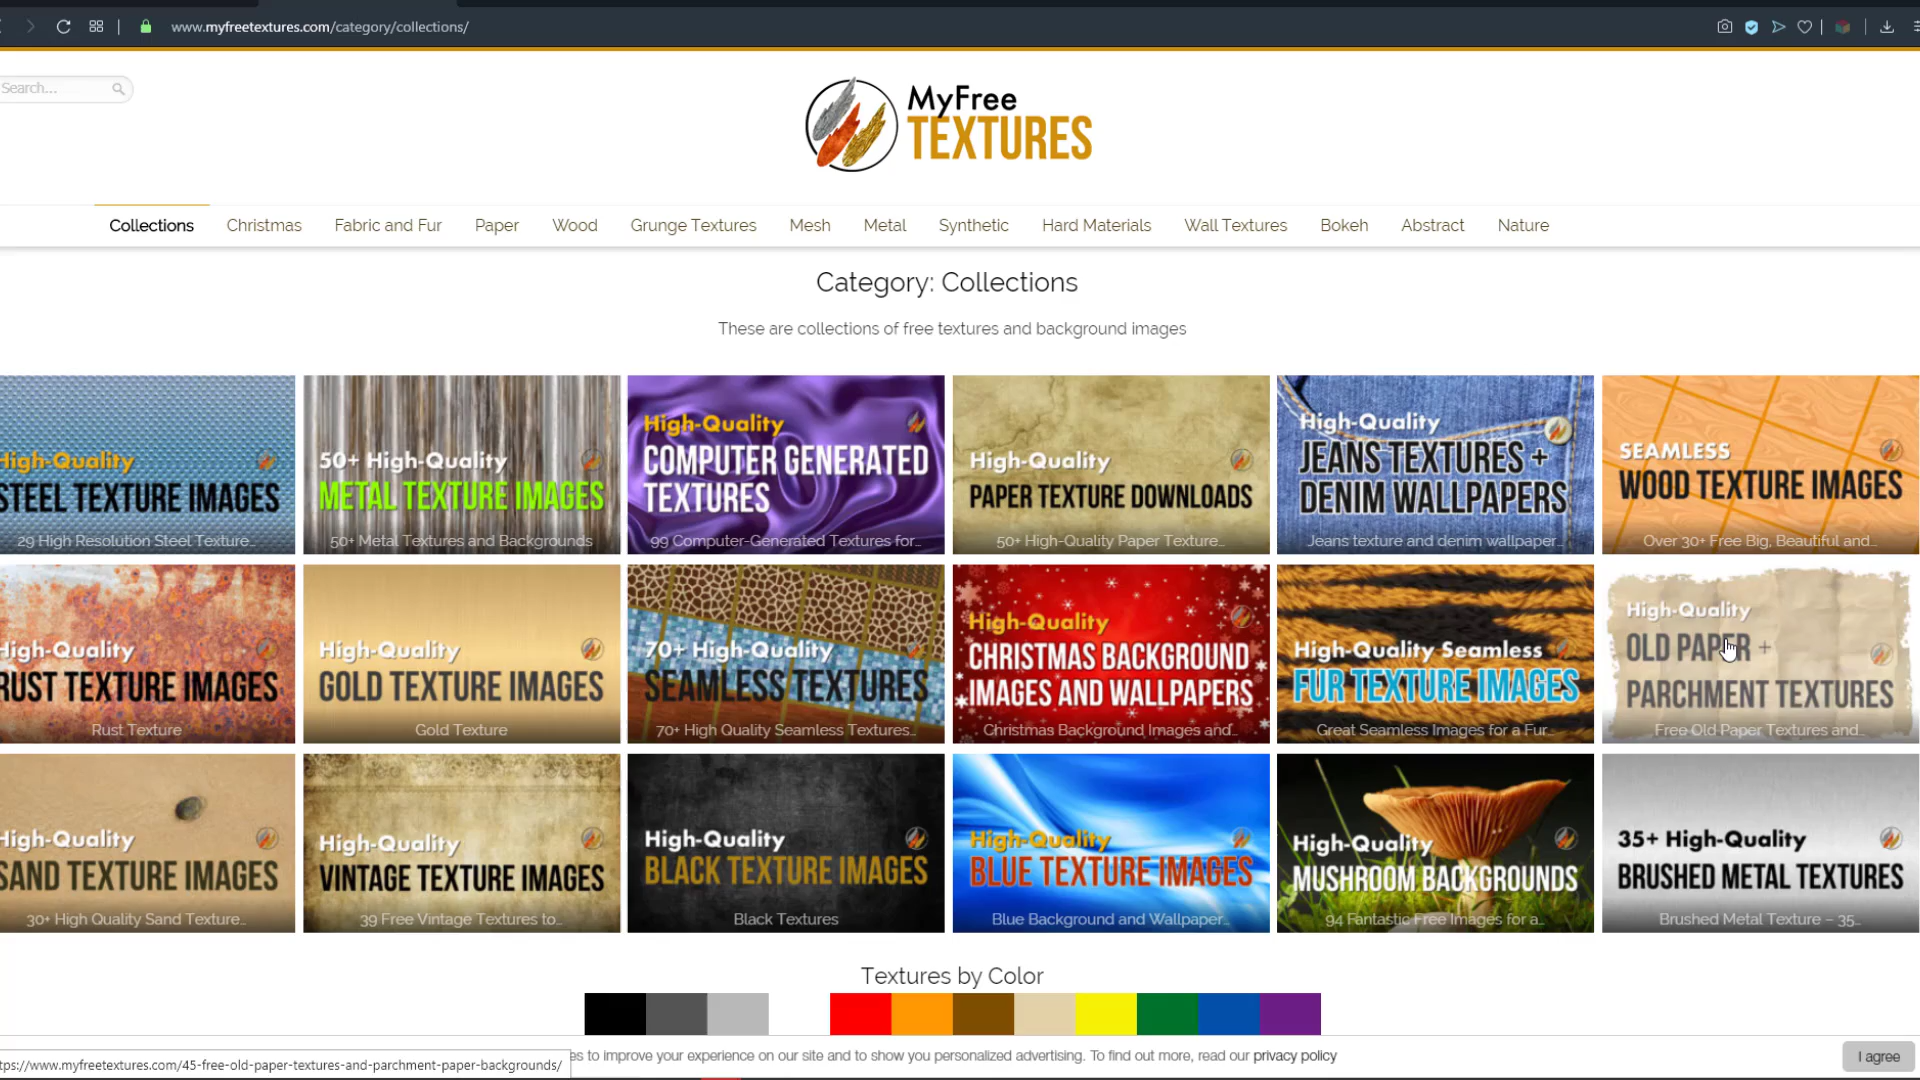 www.myfreetextures.com/category/collections/
Search...
MyFree
TEXTURES
Collections Christmas Fabric and Fur Paper Wood Grunge Textures Mesh Metal Synthetic Hard Materials Wall Textures Bokeh Abstract Nature
Category: Collections
These are collections of free textures and background images
High-Quality
STEEL TEXTURE IMAGES
29 High Resolution Steel Texture...
50+ High-Quality
METAL TEXTURE IMAGES
50+ Metal Textures and Backgrounds
High-Quality
COMPUTER GENERATED
TEXTURES
99 Computer-Generated Textures for...
High-Quality
PAPER TEXTURE DOWNLOADS
50+ High-Quality Paper Texture...
High-Quality
JEANS TEXTURES +
DENIM WALLPAPERS
Jeans texture and denim wallpaper...
SEAMLESS
WOOD TEXTURE IMAGES
Over 30+ Free Big, Beautiful and...
High-Quality
RUST TEXTURE IMAGES
Rust Texture
High-Quality
GOLD TEXTURE IMAGES
Gold Texture
70+ High-Quality
SEAMLESS TEXTURES
70+ High Quality Seamless Textures...
High-Quality
CHRISTMAS BACKGROUND
IMAGES AND WALLPAPERS
Christmas Background Images and...
High-Quality Seamless
FUR TEXTURE IMAGES
Great Seamless Images for a Fur...
High-Quality
OLD PAPER +
PARCHMENT TEXTURES
Free Old Paper Textures and...
High-Quality
SAND TEXTURE IMAGES
30+ High Quality Sand Texture...
High-Quality
VINTAGE TEXTURE IMAGES
39 Free Vintage Textures to...
High-Quality
BLACK TEXTURE IMAGES
Black Textures
High-Quality
BLUE TEXTURE IMAGES
Blue Background and Wallpaper...
High-Quality
MUSHROOM BACKGROUNDS
94 Fantastic Free Images for a...
35+ High-Quality
BRUSHED METAL TEXTURES
Brushed Metal Texture – 35...
Textures by Color
es to improve your experience on our site and to show you personalized advertising. To find out more, read our privacy policy
I agree
tps://www.myfreetextures.com/45-free-old-paper-textures-and-parchment-paper-backgrounds/